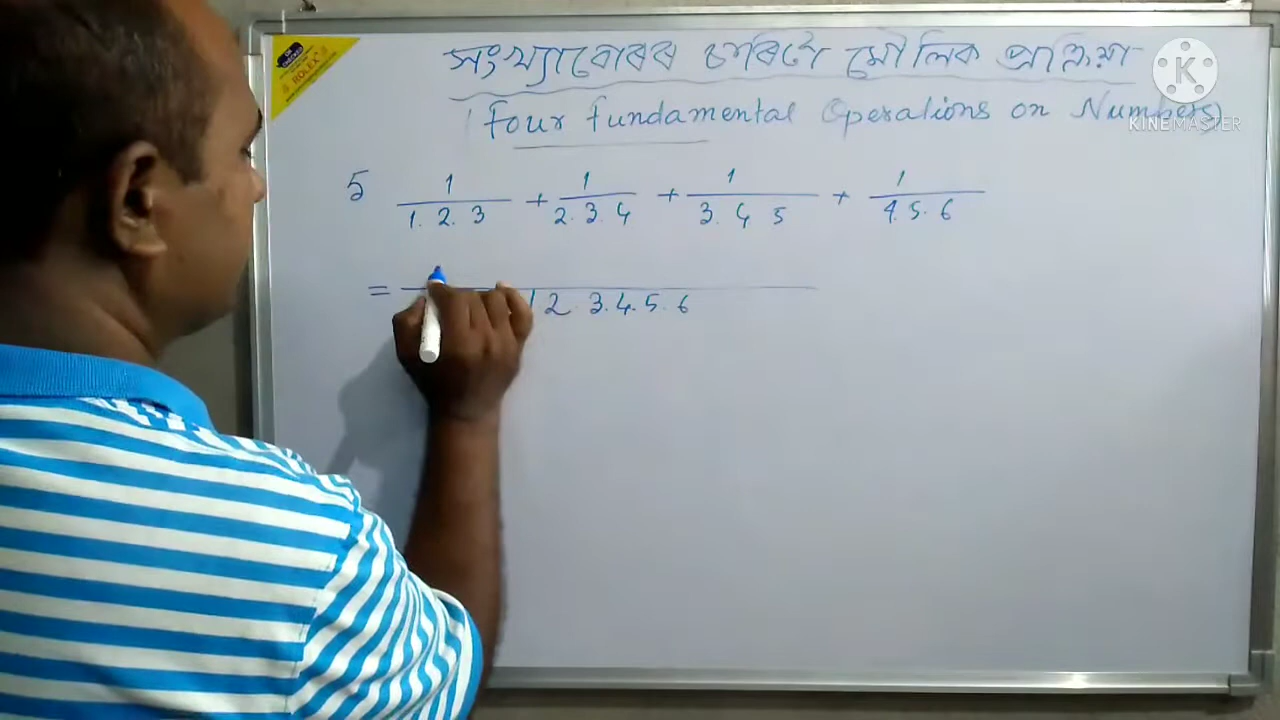 সংখ্যাবোৰৰ চাৰিটা মৌলিক প্ৰক্ৰিয়া
(Four fundamental Operations on Numbers)
KINEMASTER
ROLEX
5 1/1. 2. 3 + 1/2. 3. 4 + 1/3. 4 5 + 1/4. 5. 6
= /1 2. 3. 4. 5. 6